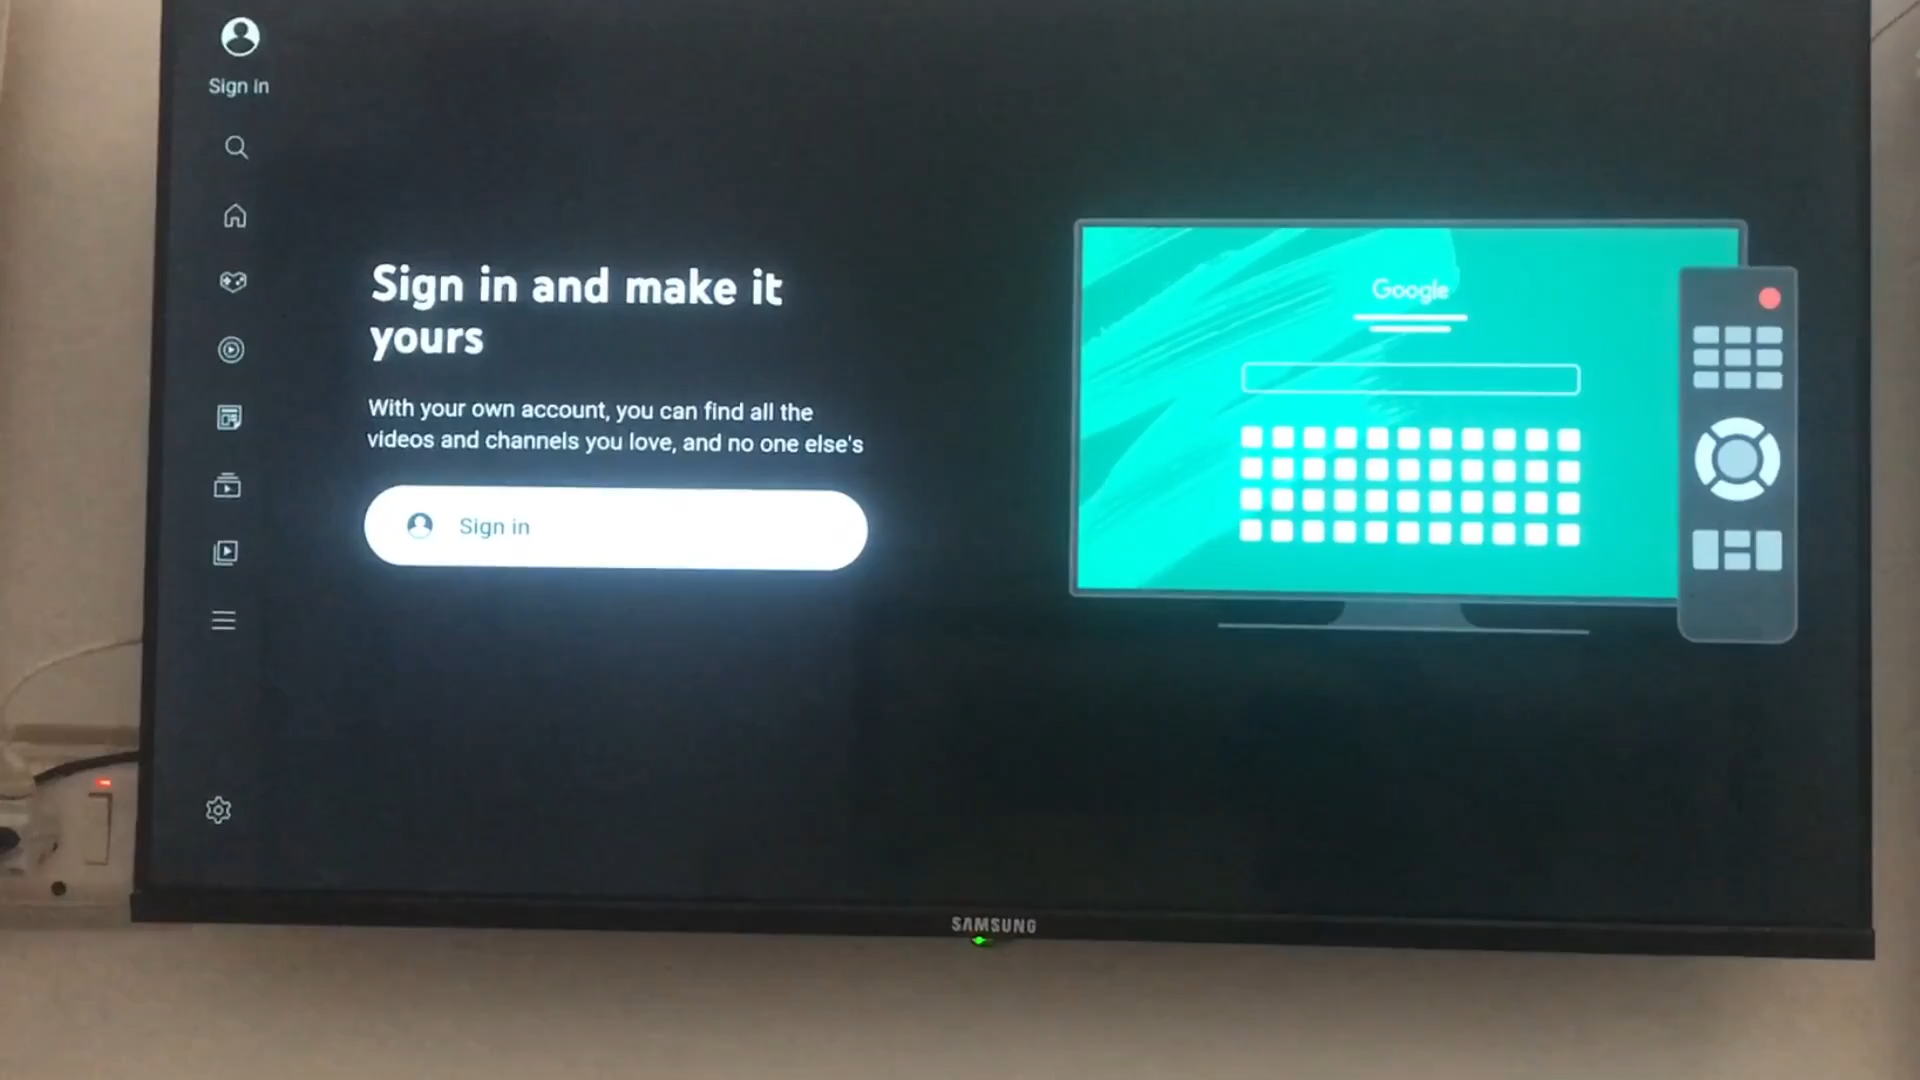 Sign in
Sign in and make it
yours
With your own account, you can find all the
videos and channels you love, and no one else's
Sign in
Google
SAMSUNG